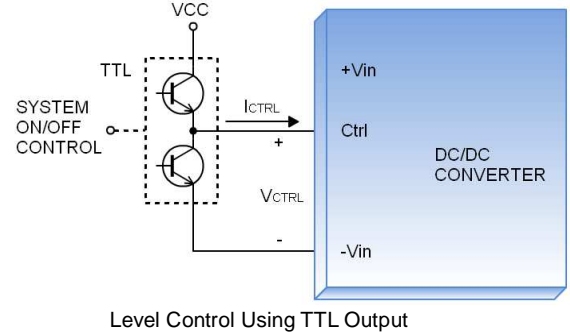 VCC
TTL
SYSTEM
ON/OFF
CONTROL
ICTRL
+
VCTRL
-
+Vin
Ctrl
DC/DC
CONVERTER
-Vin
Level Control Using TTL Output